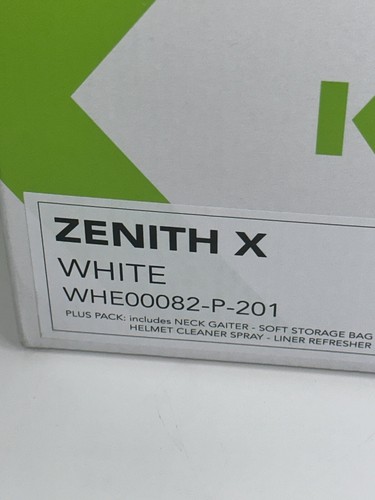 K
ZENITH X
WHITE
WHE00082-P-201
PLUS PACK: includes NECK GAITER - SOFT STORAGE BAG
HELMET CLEANER SPRAY - LINER REFRESHER